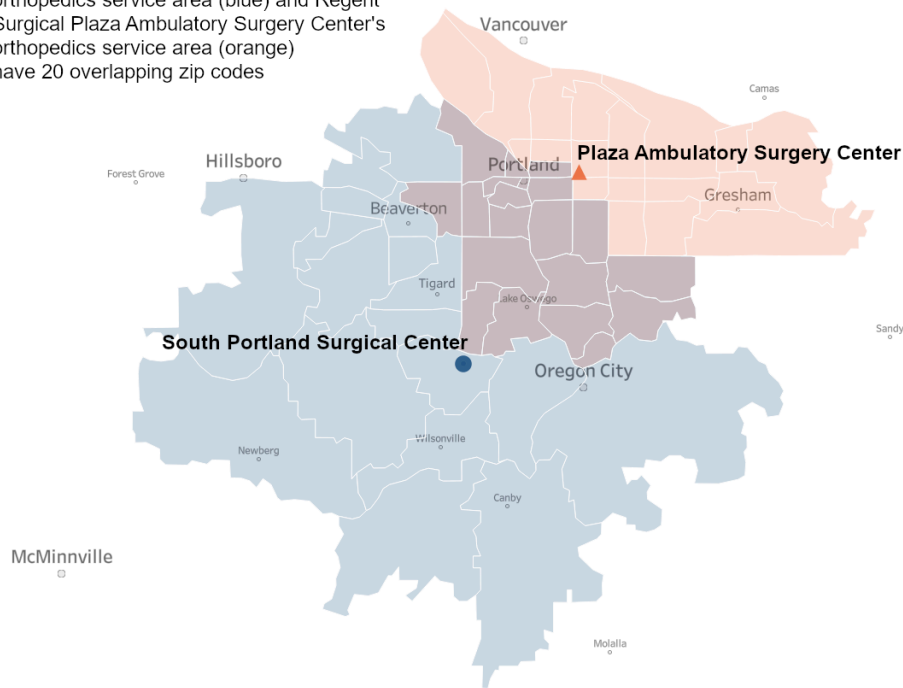 orthopedics service area (blue) and Regent
Surgical Plaza Ambulatory Surgery Center's
orthopedics service area (orange)
have 20 overlapping zip codes
Vancouver
Camas
Plaza Ambulatory Surgery Center
Portland
Hillsboro
Forest Grove
Gresham
Beaverton
Tigard
Lake Oswego
Sandy
South Portland Surgical Center
Oregon City
Wilsonville
Newberg
Canby
McMinnville
Molalla